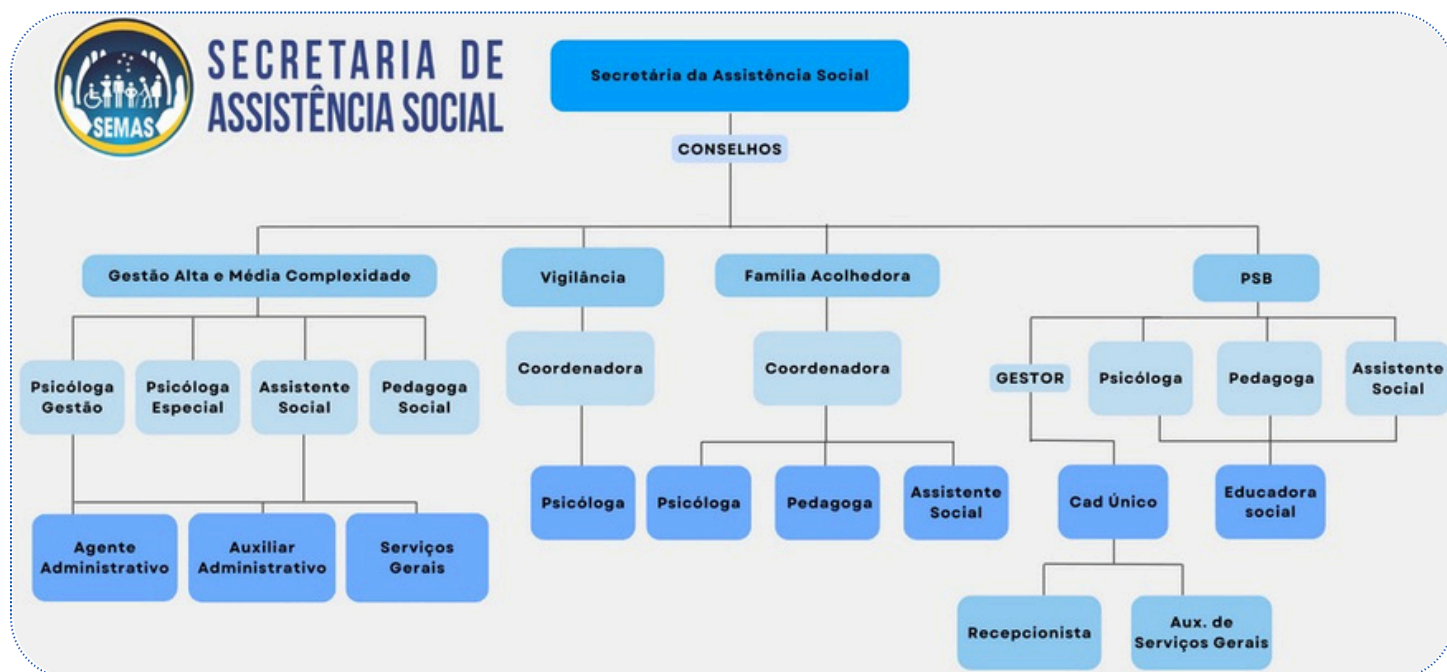 SECRETARIA DE
ASSISTÊNCIA SOCIAL
SEMAS
Secretária da Assistência Social
CONSELHOS
Gestão Alta e Média Complexidade
Vigilância
Família Acolhedora
PSB
Psicóloga
Gestão
Psicóloga
Especial
Assistente
Social
Pedagoga
Social
Coordenadora
Coordenadora
GESTOR
Psicóloga
Pedagoga
Assistente
Social
Agente
Administrativo
Auxiliar
Administrativo
Serviços
Gerais
Psicóloga
Psicóloga
Pedagoga
Assistente
Social
Cad Único
Educadora
social
Recepcionista
Aux. de
Serviços Gerais